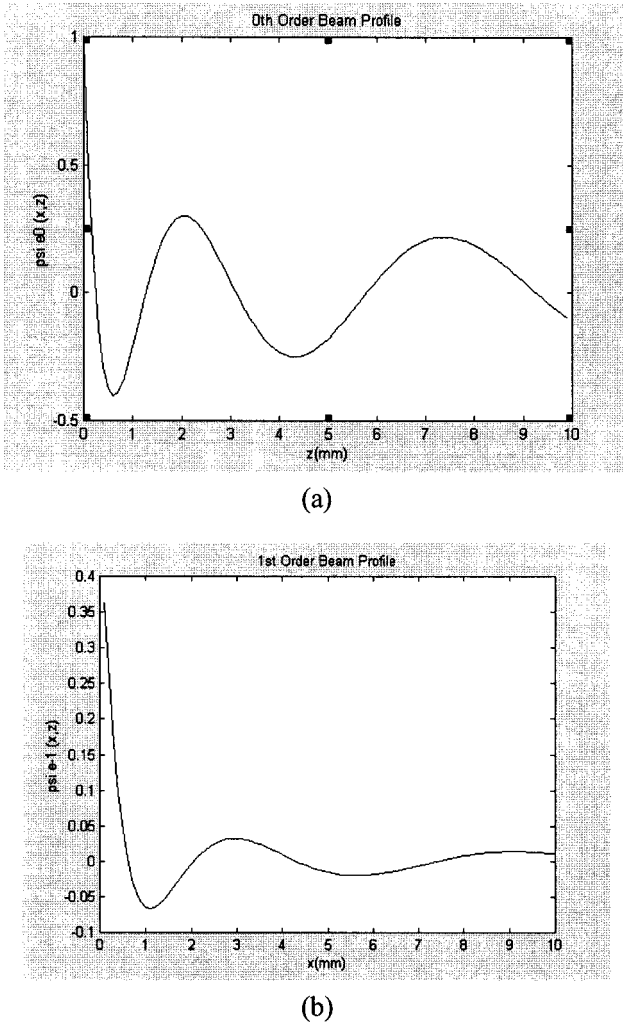 0th Order Beam Profile
1
0.5
0
-0.5
psi e0 (x,z)
0 1 2 3 4 5 6 7 8 9 10
z(mm)
(a)
1st Order Beam Profile
0.4
0.35
0.3
0.25
0.2
0.15
0.1
0.05
0
-0.05
-0.1
psi e-1 (x,z)
0 1 2 3 4 5 6 7 8 9 10
x(mm)
(b)